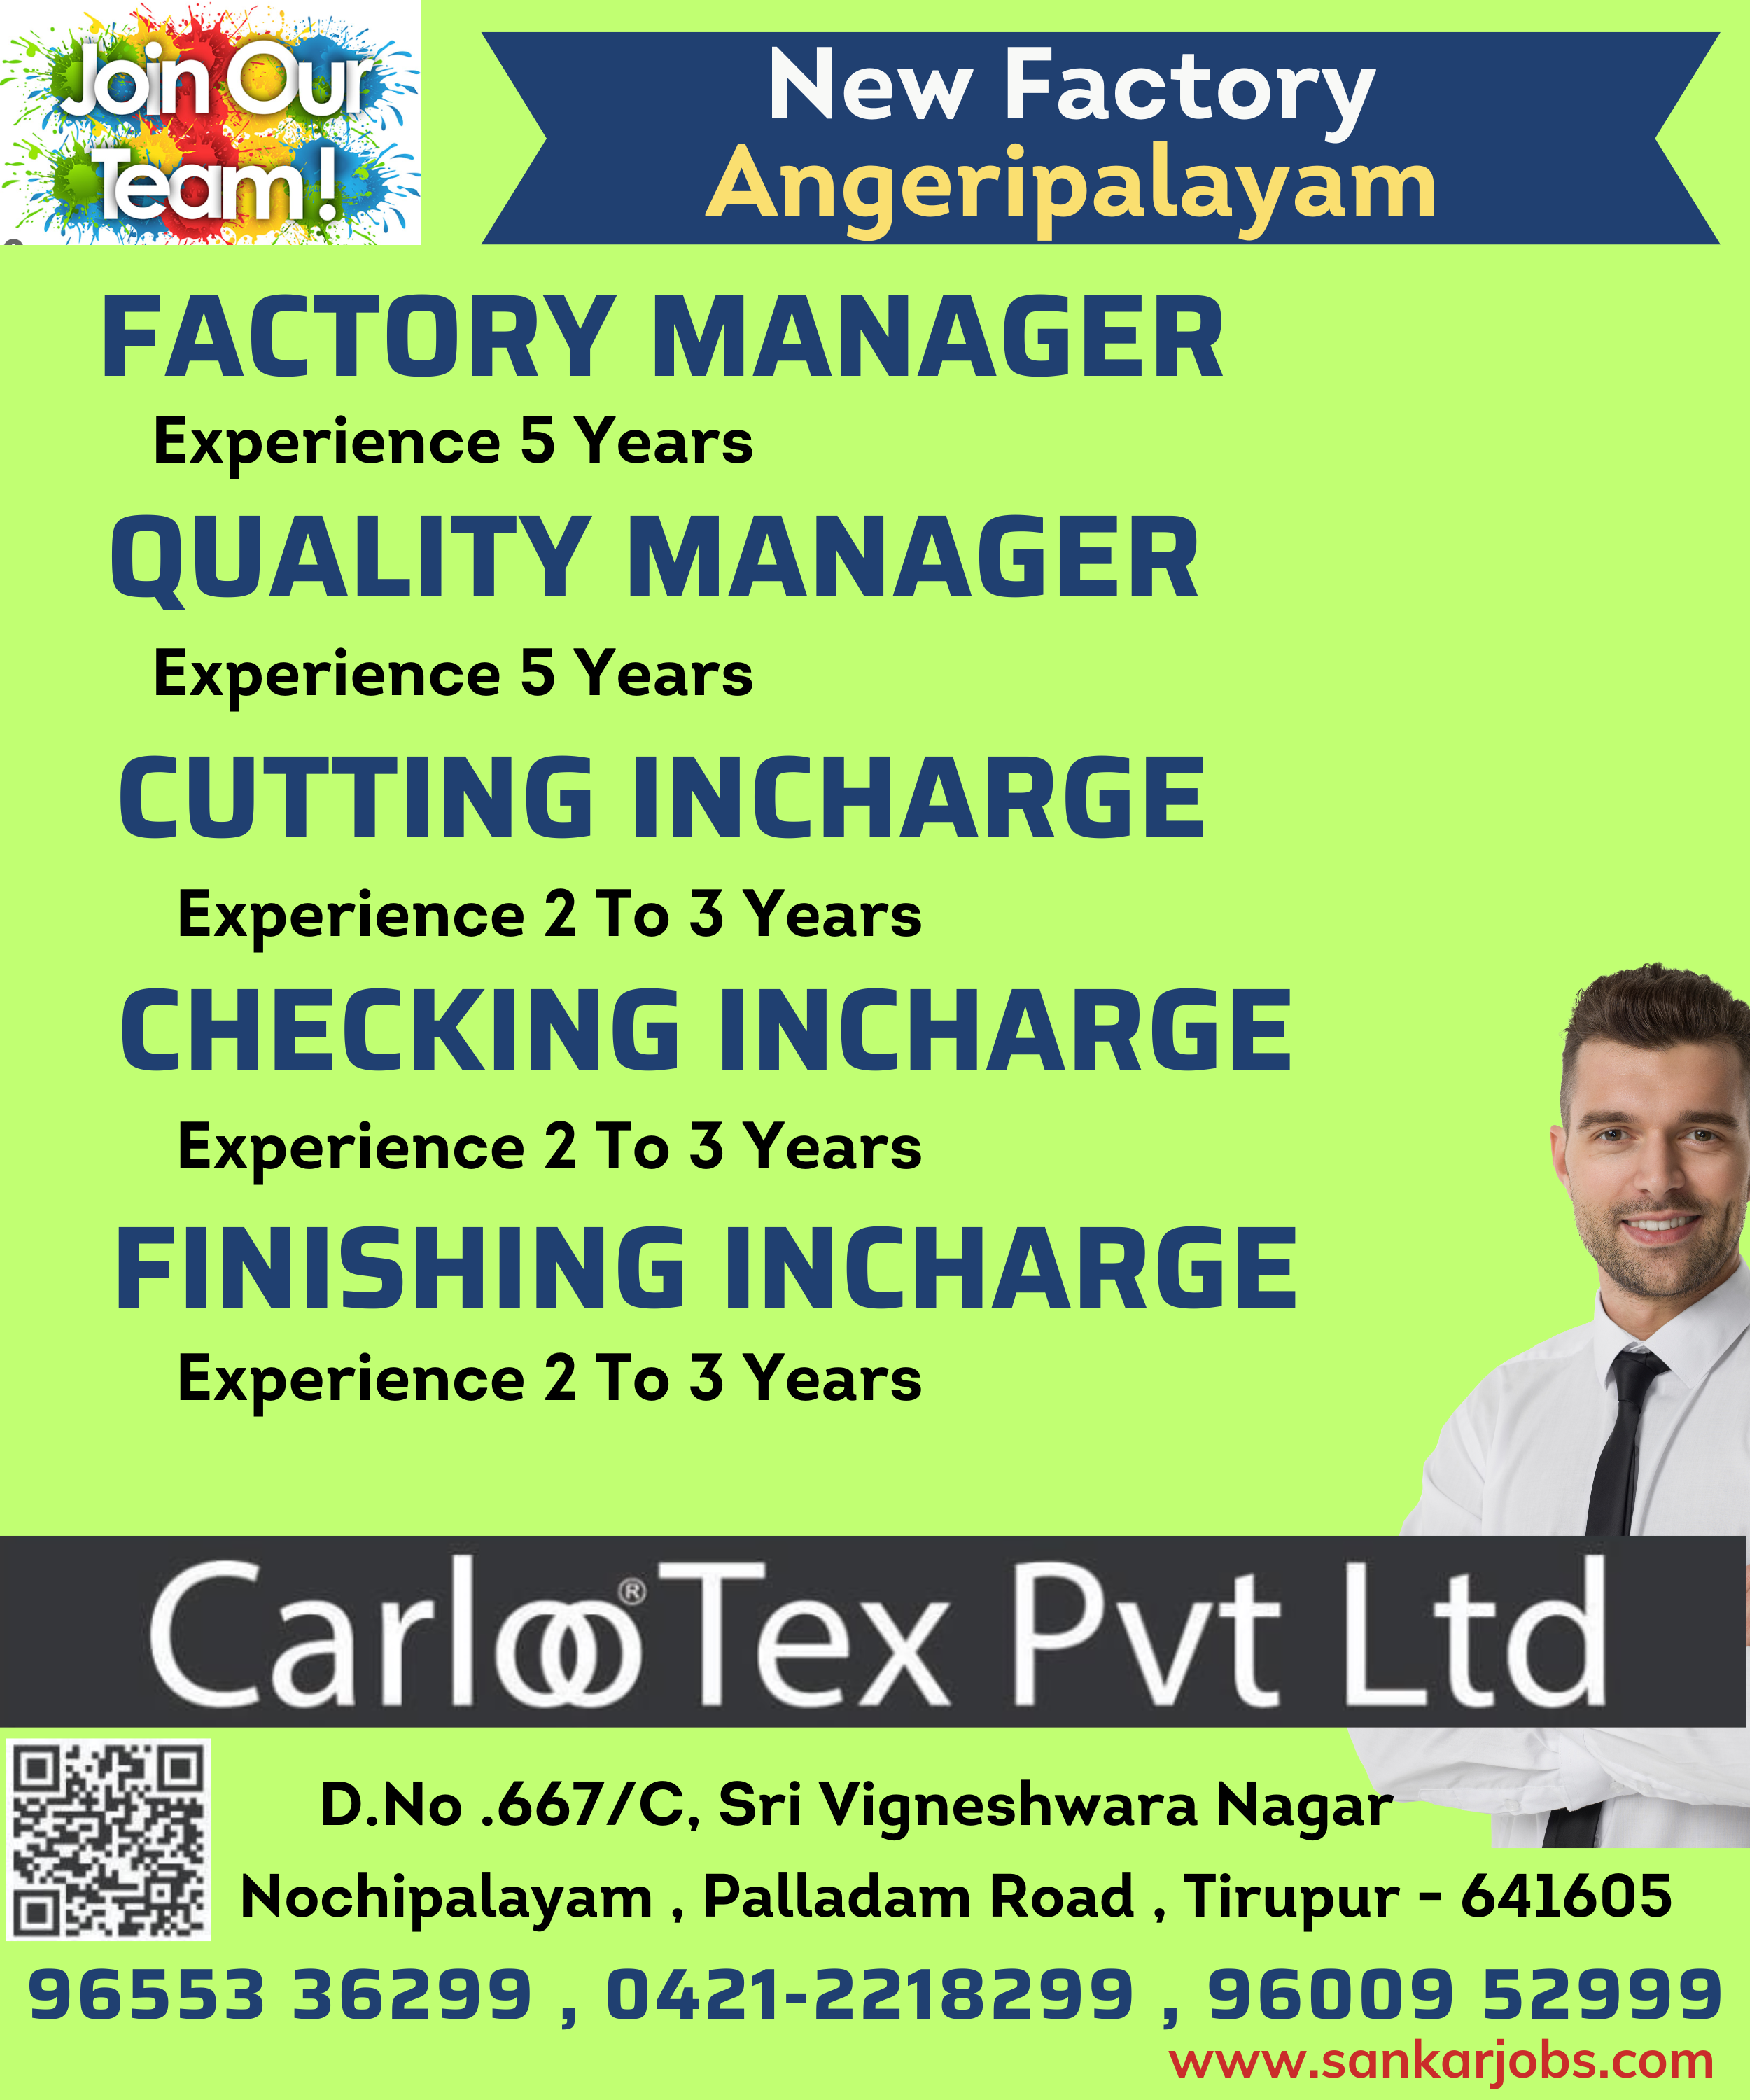 Join Our
Team!
New Factory
Angeripalayam
FACTORY MANAGER
Experience 5 Years
QUALITY MANAGER
Experience 5 Years
CUTTING INCHARGE
Experience 2 To 3 Years
CHECKING INCHARGE
Experience 2 To 3 Years
FINISHING INCHARGE
Experience 2 To 3 Years
Carloo® Tex Pvt Ltd
D.No .667/C, Sri Vigneshwara Nagar
Nochipalayam , Palladam Road , Tirupur - 641605
96553 36299 , 0421-2218299 , 96009 52999
www.sankarjobs.com